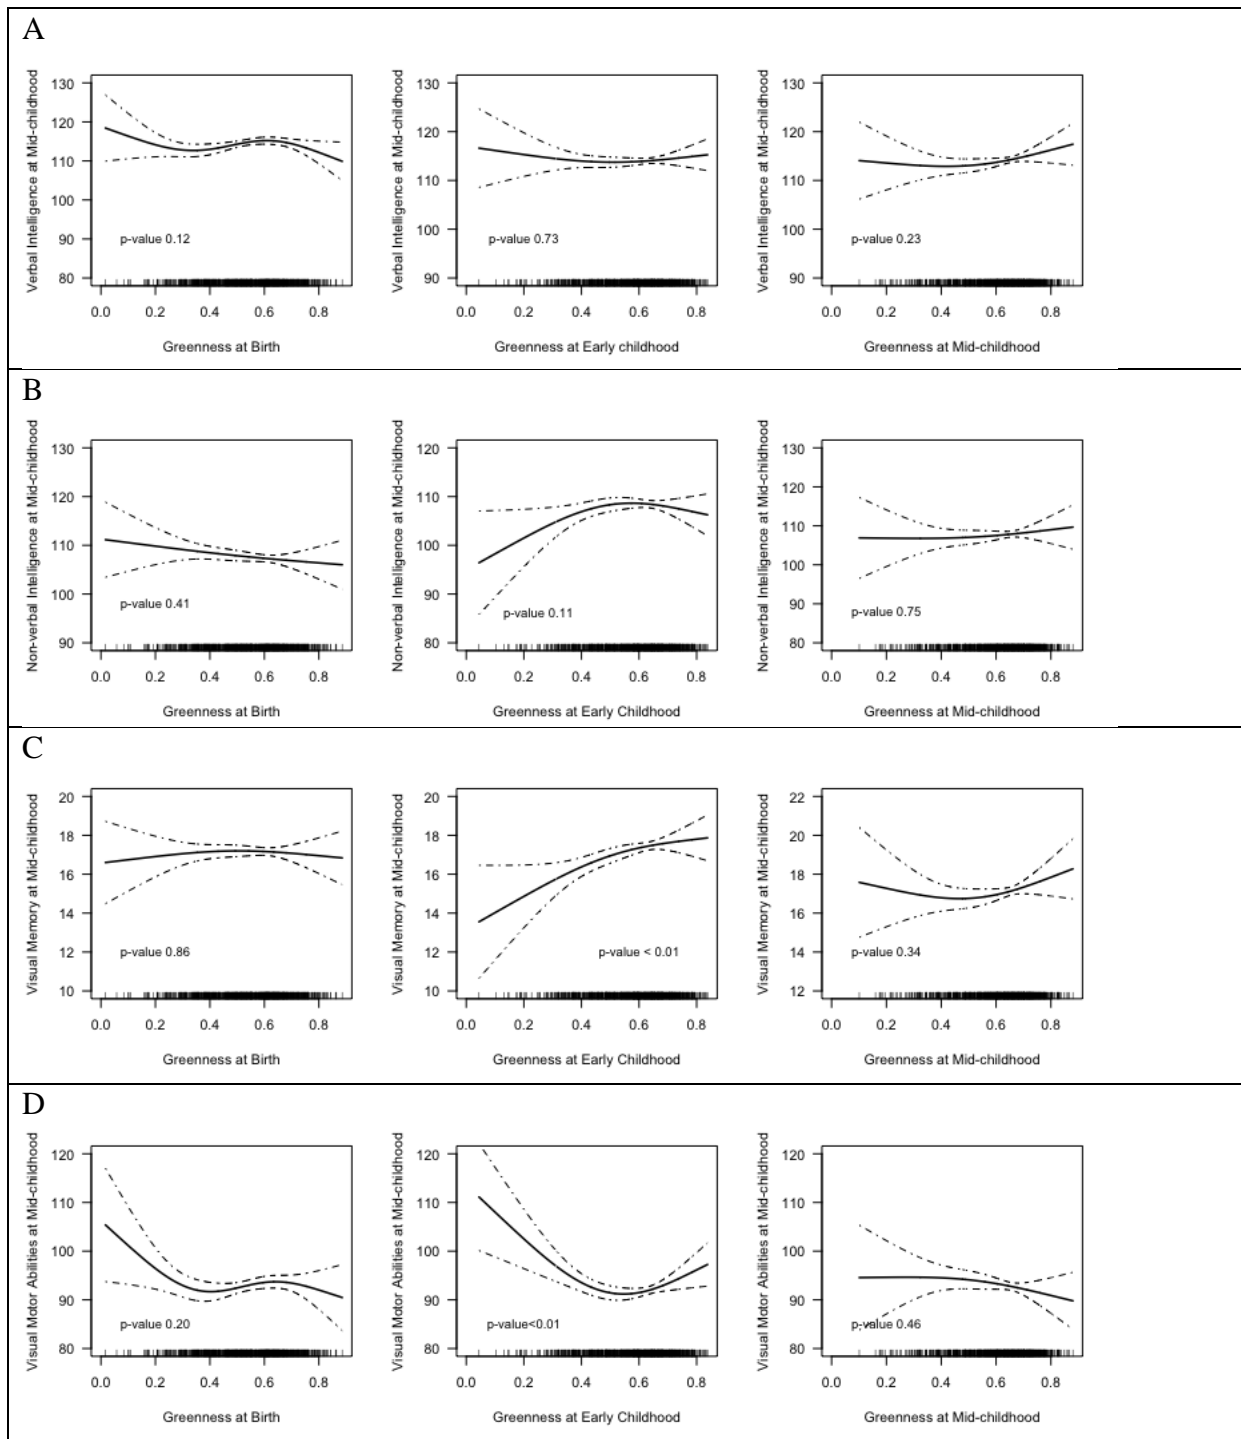 A
Verbal Intelligence at Mid-childhood
130
120
110
100
90
80
p-value 0.12
0.0 0.2 0.4 0.6 0.8
Greenness at Birth
Verbal Intelligence at Mid-childhood
130
120
110
100
90
p-value 0.73
0.0 0.2 0.4 0.6 0.8
Greenness at Early childhood
Verbal Intelligence at Mid-childhood
130
120
110
100
90
p-value 0.23
0.0 0.2 0.4 0.6 0.8
Greenness at Mid-childhood
B
Non-verbal Intelligence at Mid-childhood
130
120
110
100
90
p-value 0.41
0.0 0.2 0.4 0.6 0.8
Greenness at Birth
Non-verbal Intelligence at Mid-childhood
120
110
100
90
80
p-value 0.11
0.0 0.2 0.4 0.6 0.8
Greenness at Early Childhood
Non-verbal Intelligence at Mid-childhood
130
120
110
100
90
80
p-value 0.75
0.0 0.2 0.4 0.6 0.8
Greenness at Mid-childhood
C
Visual Memory at Mid-childhood
20
18
16
14
12
10
p-value 0.86
0.0 0.2 0.4 0.6 0.8
Greenness at Birth
Visual Memory at Mid-childhood
20
18
16
14
12
10
p-value < 0.01
0.0 0.2 0.4 0.6 0.8
Greenness at Early Childhood
Visual Memory at Mid-childhood
22
20
18
16
14
12
p-value 0.34
0.0 0.2 0.4 0.6 0.8
Greenness at Mid-childhood
D
Visual Motor Abilities at Mid-childhood
120
110
100
90
80
p-value 0.20
0.0 0.2 0.4 0.6 0.8
Greenness at Birth
Visual Motor Abilities at Mid-childhood
120
110
100
90
80
p-value<0.01
0.0 0.2 0.4 0.6 0.8
Greenness at Early Childhood
Visual Motor Abilities at Mid-childhood
120
110
100
90
80
p-value 0.46
0.0 0.2 0.4 0.6 0.8
Greenness at Mid-childhood